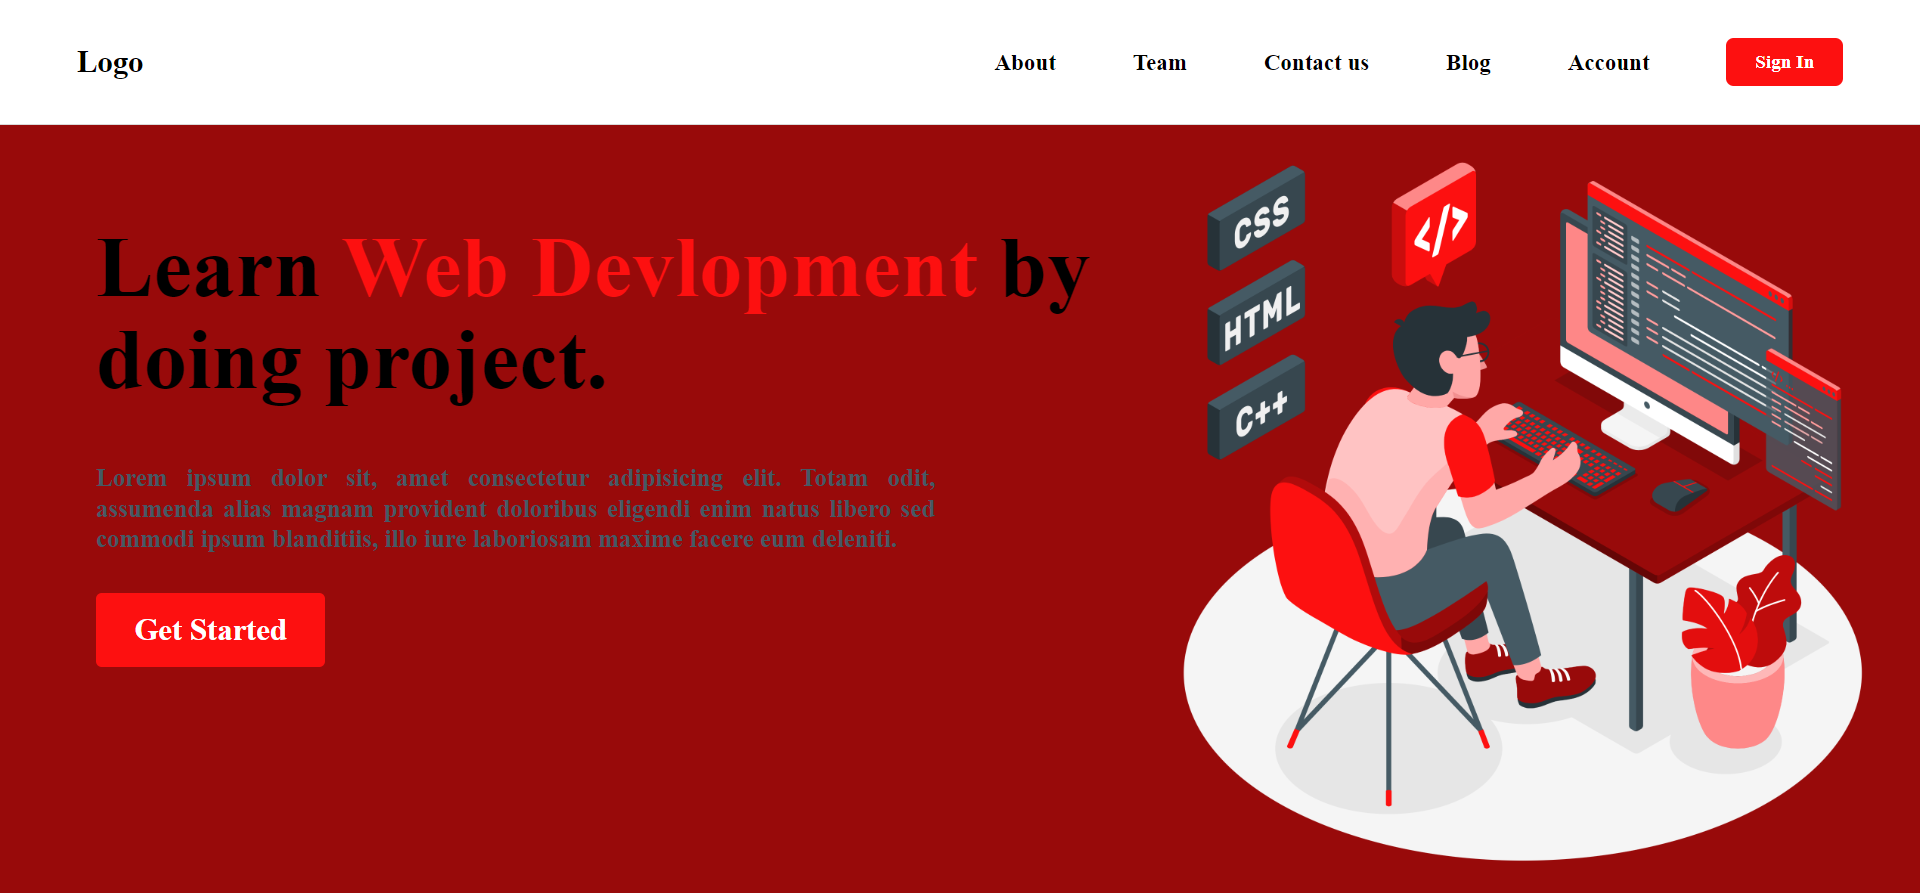 Logo
About Team Contact us Blog Account Sign In
Learn Web Devlopment by
doing project.
Lorem ipsum dolor sit, amet consectetur adipisicing elit. Totam odit,
assumenda alias magnam provident doloribus eligendi enim natus libero sed
commodi ipsum blanditiis, illo iure laboriosam maxime facere eum deleniti.
Get Started
CSS
</>
HTML
C++